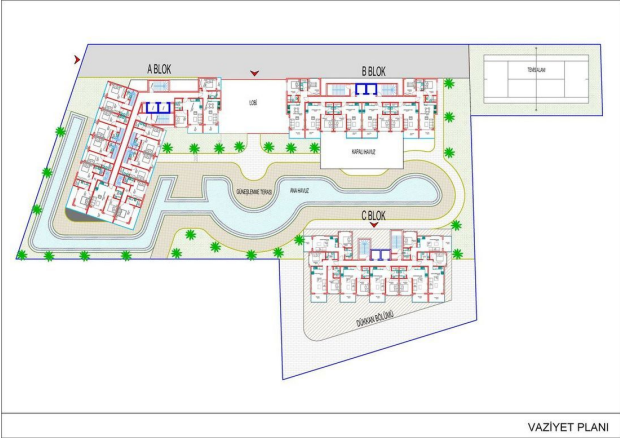 A BLOK
B BLOK
TENİS ALANI
LOBİ
KAPALI HAVUZ
GÜNEŞLENME TERASI
ANA HAVUZ
C BLOK
DÜKKAN BÖLÜMÜ
VAZİYET PLANI